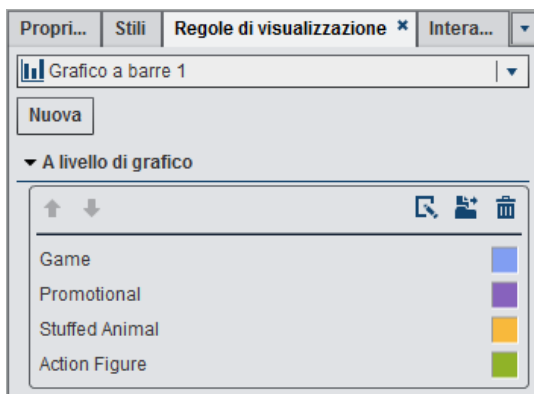 Propri... Stili Regole di visualizzazione Intera...
Grafico a barre 1
Nuova
A livello di grafico
Game
Promotional
Stuffed Animal
Action Figure